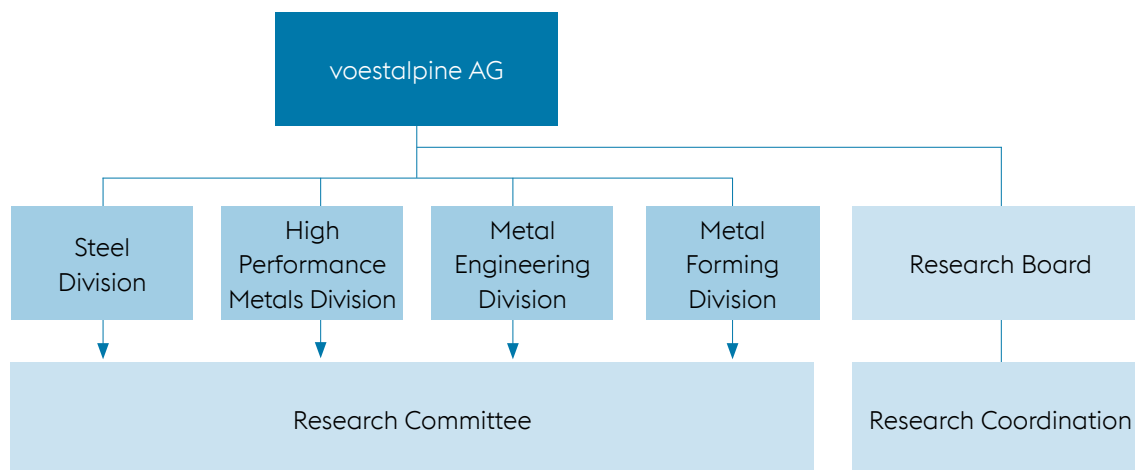 voestalpine AG
Steel
Division
High
Performance
Metals Division
Metal
Engineering
Division
Metal
Forming
Division
Research Board
Research Committee
Research Coordination